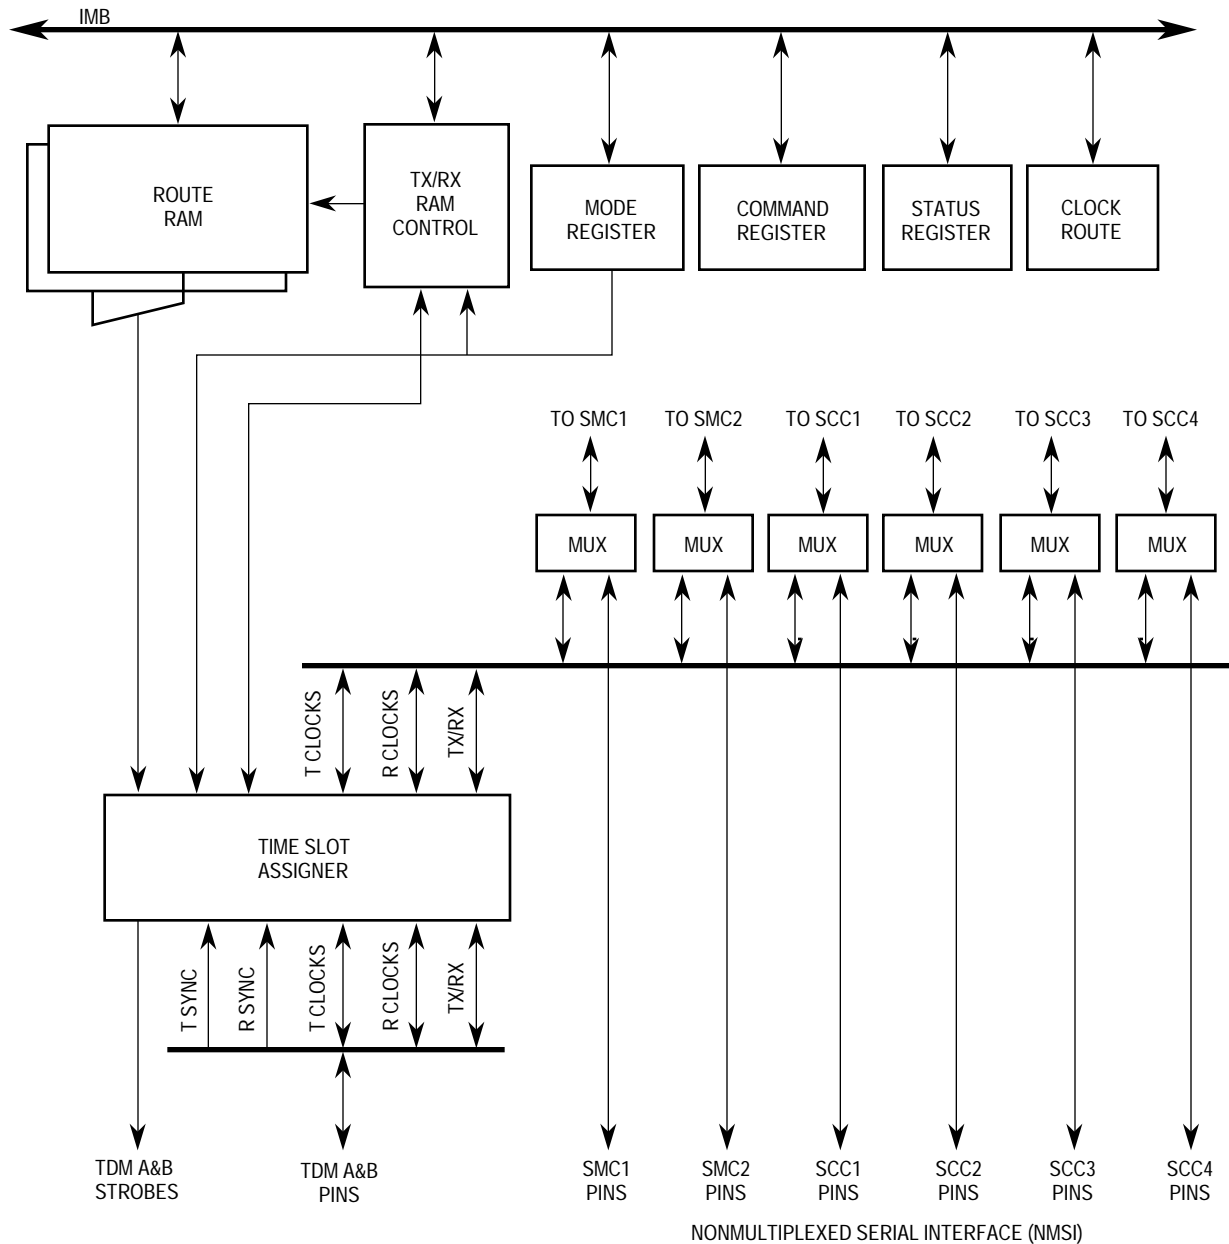 IMB
ROUTE
RAM
TX/RX
RAM
CONTROL
MODE
REGISTER
COMMAND
REGISTER
STATUS
REGISTER
CLOCK
ROUTE
TO SMC1
TO SMC2
TO SCC1
TO SCC2
TO SCC3
TO SCC4
MUX
MUX
MUX
MUX
MUX
MUX
T CLOCKS
R CLOCKS
TX/RX
TIME SLOT
ASSIGNER
T SYNC
R SYNC
T CLOCKS
R CLOCKS
TX/RX
TDM A&B
STROBES
TDM A&B
PINS
SMC1
PINS
SMC2
PINS
SCC1
PINS
SCC2
PINS
SCC3
PINS
SCC4
PINS
NONMULTIPLEXED SERIAL INTERFACE (NMSI)